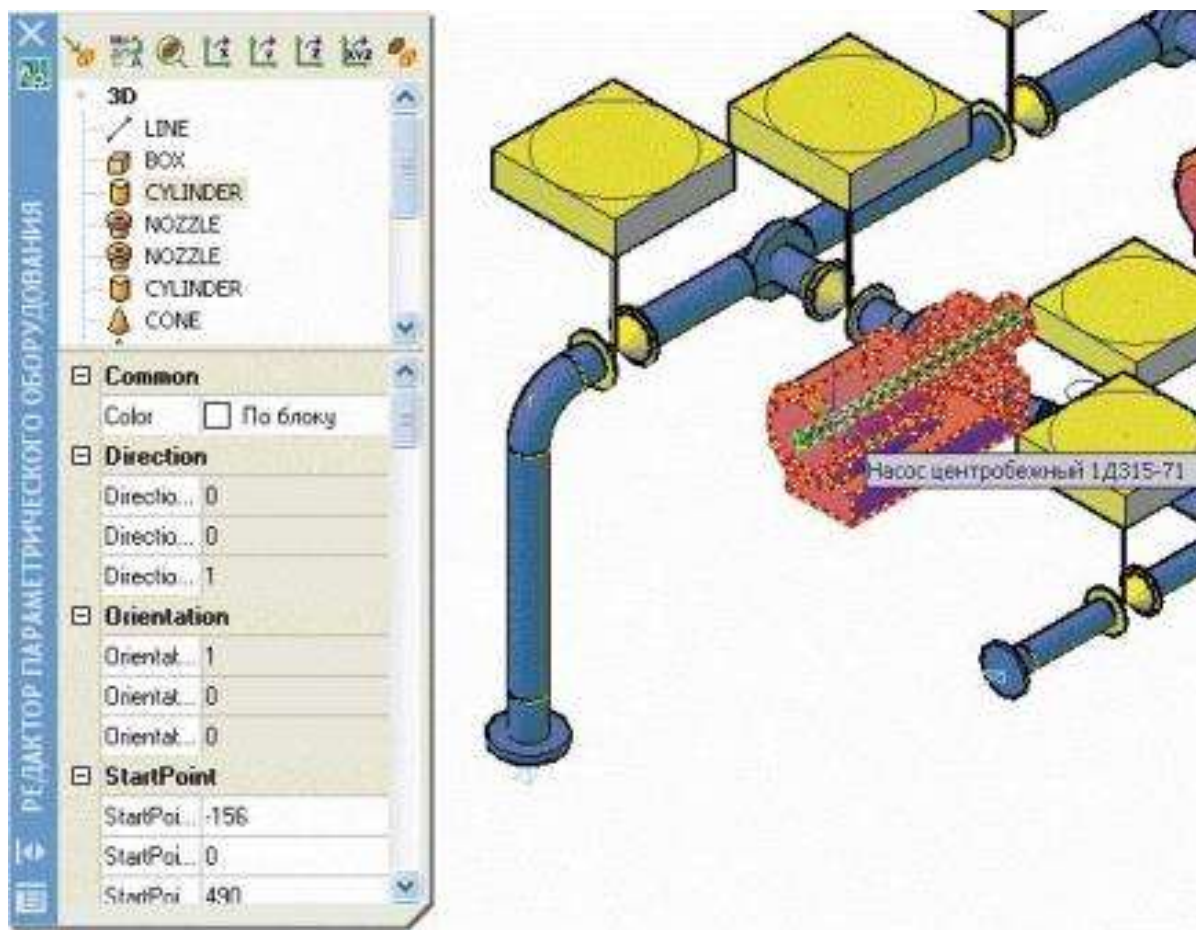 РЕДАКТОР ПАРАМЕТРИЧЕСКОГО ОБОРУДОВАНИЯ
X Y Z XYZ
3D
LINE
BOX
CYLINDER
NOZZLE
NOZZLE
CYLINDER
CONE
Common
Color По блоку
Direction
Directio... 0
Directio... 0
Directio... 1
Orientation
Orientat... 1
Orientat... 0
Orientat... 0
StartPoint
StartPoi... -156
StartPoi... 0
StartPoi... 490
Насос центробежный 1Д315-71